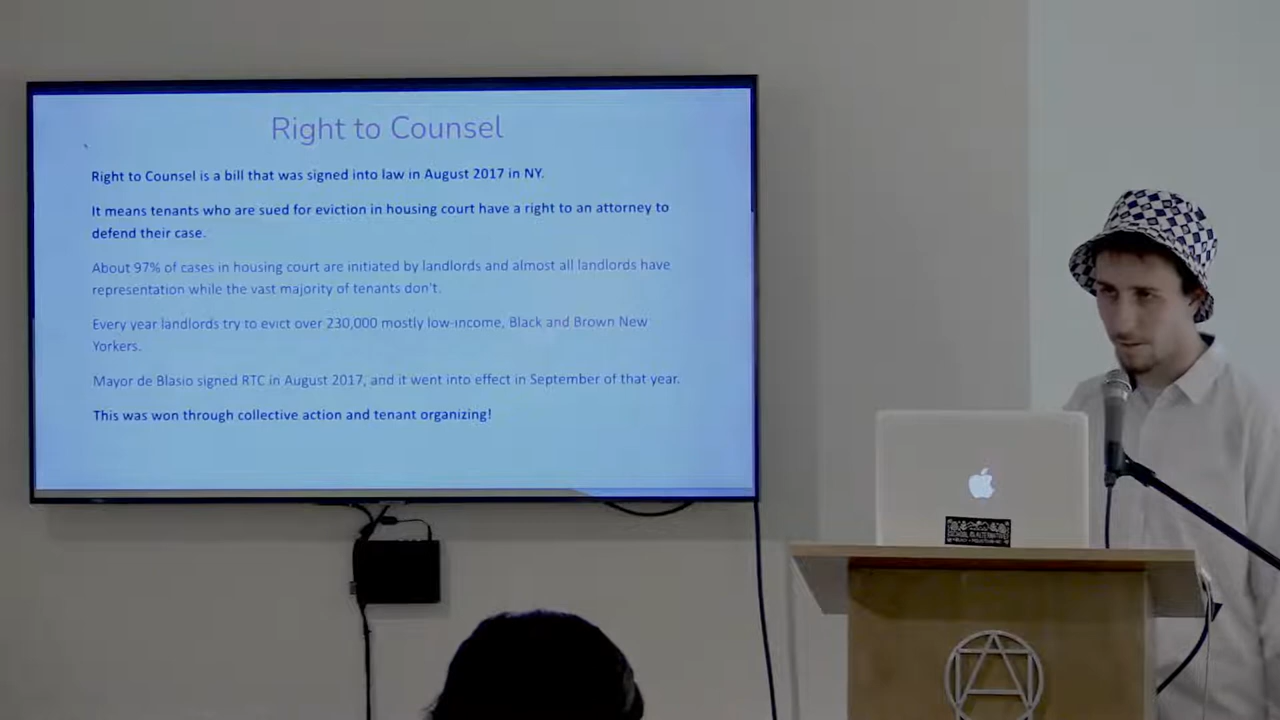 Right to Counsel
Right to Counsel is a bill that was signed into law in August 2017 in NY.
It means tenants who are sued for eviction in housing court have a right to an attorney to
defend their case.
About 97% of cases in housing court are initiated by landlords and almost all landlords have
representation while the vast majority of tenants don't.
Every year landlords try to evict over 230,000 mostly low-income, Black and Brown New
Yorkers.
Mayor de Blasio signed RTC in August 2017, and it went into effect in September of that year.
This was won through collective action and tenant organizing!